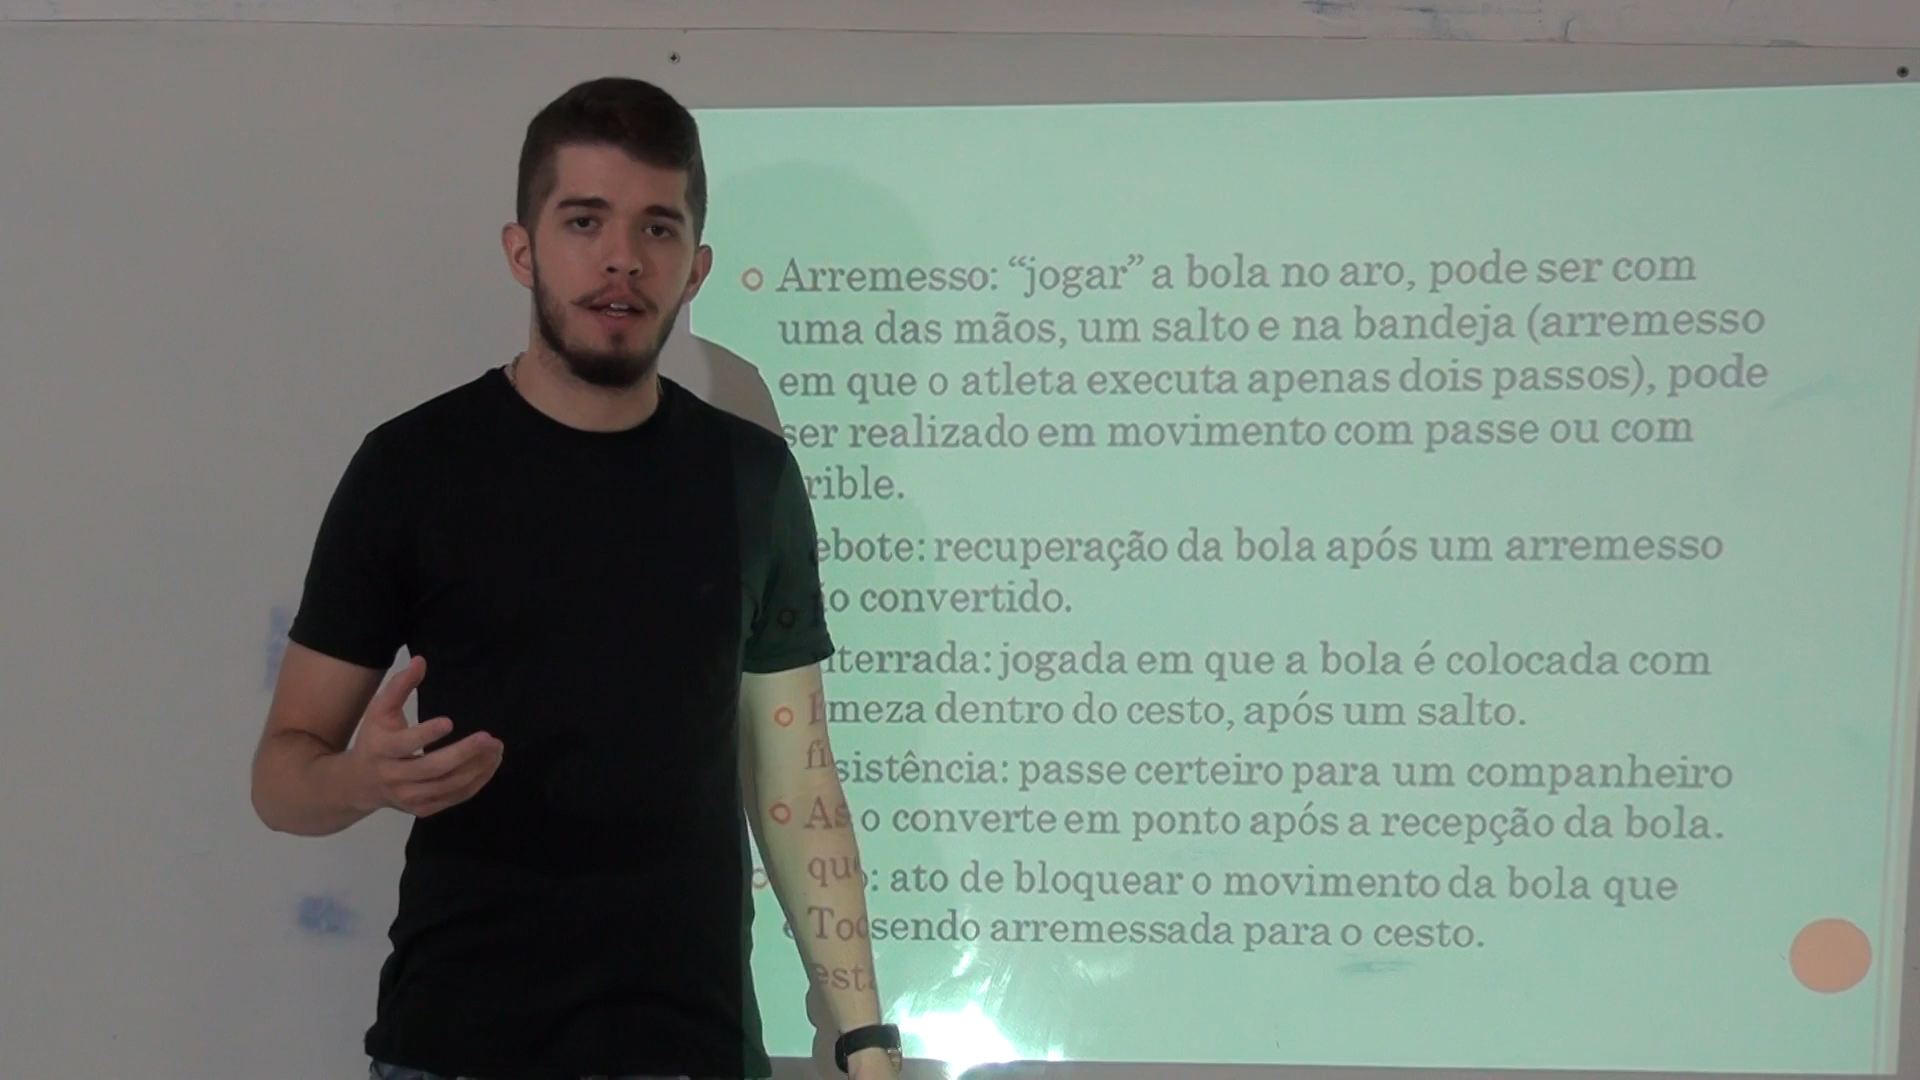 Arremesso: “jogar” a bola no aro, pode ser com
uma das mãos, um salto e na bandeja (arremesso
em que o atleta executa apenas dois passos), pode
ser realizado em movimento com passe ou com
rible.
ebote: recuperação da bola após um arremesso
o convertido.
terrada: jogada em que a bola é colocada com
meza dentro do cesto, após um salto.
sistência: passe certeiro para um companheiro
que o converte em ponto após a recepção da bola.
Toco: ato de bloquear o movimento da bola que
está sendo arremessada para o cesto.